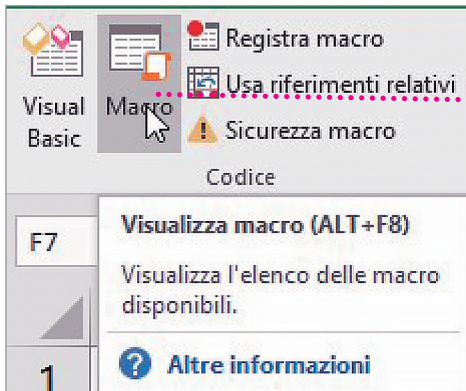 Visual Basic
Macro
Registra macro
Usa riferimenti relativi
Sicurezza macro
Codice
F7
Visualizza macro (ALT+F8)
Visualizza l'elenco delle macro
disponibili.
Altre informazioni
1